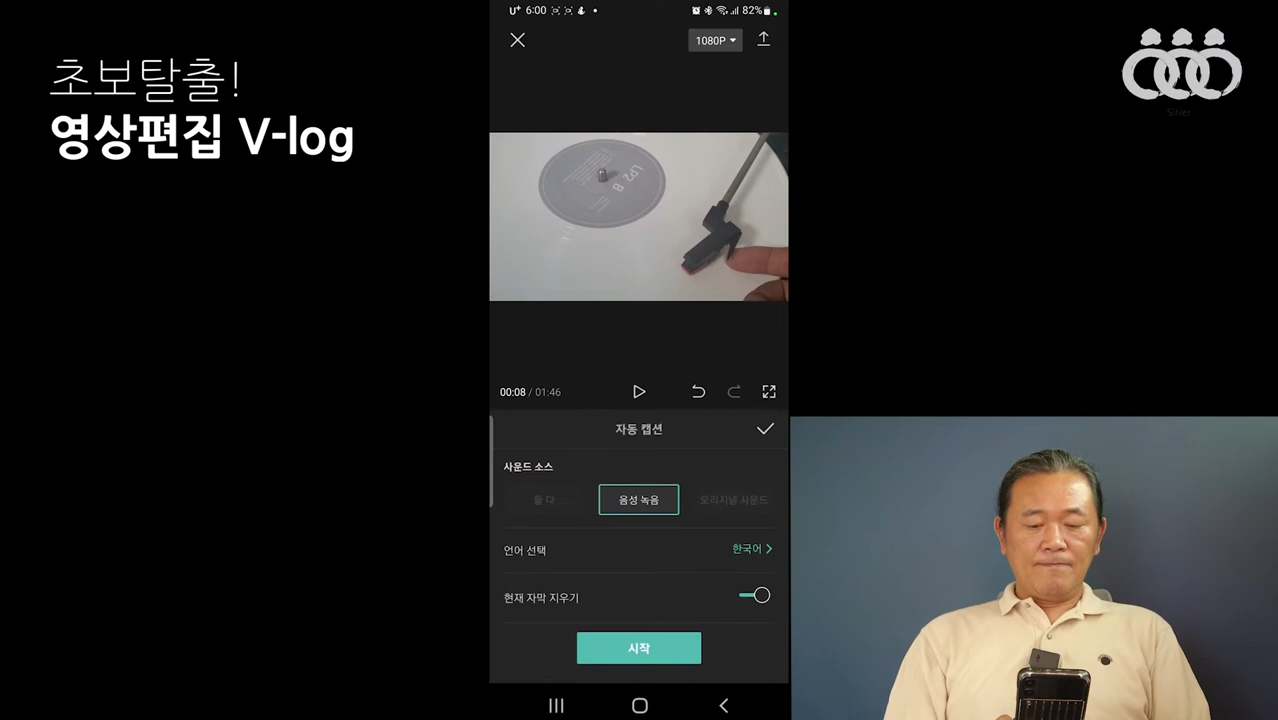 초보탈출!
영상편집 V-log
Silver
U+ 6:00
82%
1080P
LP2 B
00:08 / 01:46
자동 캡션
사운드 소스
둘 다
음성 녹음
오리지널 사운드
언어 선택
한국어
현재 자막 지우기
시작